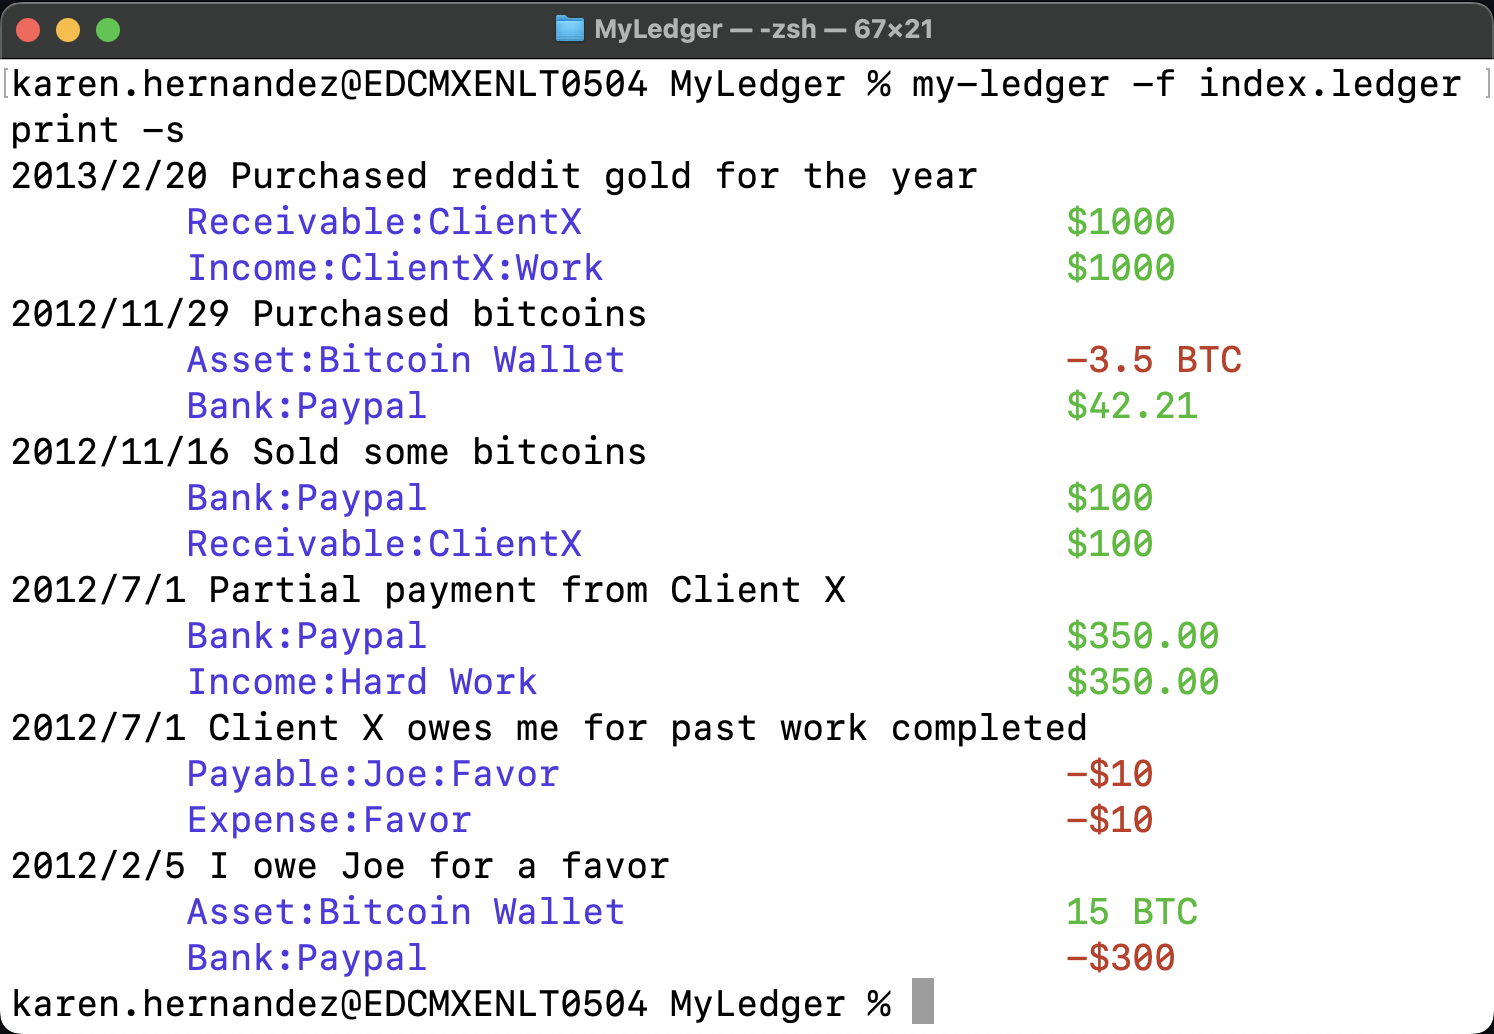 MyLedger — -zsh — 67×21
[karen.hernandez@EDCMXENLT0504 MyLedger % my-ledger -f index.ledger ]
print -s
2013/2/20 Purchased reddit gold for the year
Receivable:ClientX $1000
Income:ClientX:Work $1000
2012/11/29 Purchased bitcoins
Asset:Bitcoin Wallet -3.5 BTC
Bank:Paypal $42.21
2012/11/16 Sold some bitcoins
Bank:Paypal $100
Receivable:ClientX $100
2012/7/1 Partial payment from Client X
Bank:Paypal $350.00
Income:Hard Work $350.00
2012/7/1 Client X owes me for past work completed
Payable:Joe:Favor -$10
Expense:Favor -$10
2012/2/5 I owe Joe for a favor
Asset:Bitcoin Wallet 15 BTC
Bank:Paypal -$300
karen.hernandez@EDCMXENLT0504 MyLedger %